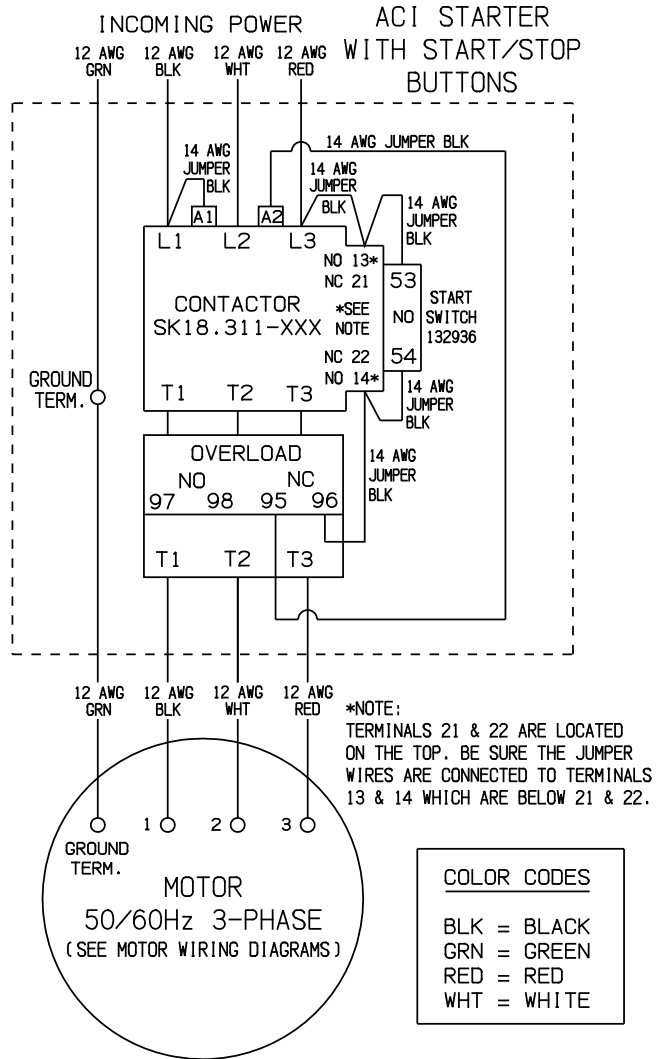 INCOMING POWER
ACI STARTER
WITH START/STOP
BUTTONS
12 AWG
GRN
12 AWG
BLK
12 AWG
WHT
12 AWG
RED
14 AWG JUMPER BLK
14 AWG
JUMPER
BLK
14 AWG
JUMPER
BLK
14 AWG
JUMPER
BLK
A1
A2
L1
L2
L3
NO 13*
NC 21
CONTACTOR
SK18.311-XXX
*SEE
NOTE
NC 22
NO 14*
53
NO
54
START
SWITCH
132936
GROUND
TERM.
T1
T2
T3
14 AWG
JUMPER
BLK
14 AWG
JUMPER
BLK
OVERLOAD
NO
NC
97
98
95
96
T1
T2
T3
12 AWG
GRN
12 AWG
BLK
12 AWG
WHT
12 AWG
RED
*NOTE:
TERMINALS 21 & 22 ARE LOCATED
ON THE TOP. BE SURE THE JUMPER
WIRES ARE CONNECTED TO TERMINALS
13 & 14 WHICH ARE BELOW 21 & 22.
1
2
3
GROUND
TERM.
MOTOR
50/60Hz 3-PHASE
(SEE MOTOR WIRING DIAGRAMS)
COLOR CODES
BLK = BLACK
GRN = GREEN
RED = RED
WHT = WHITE